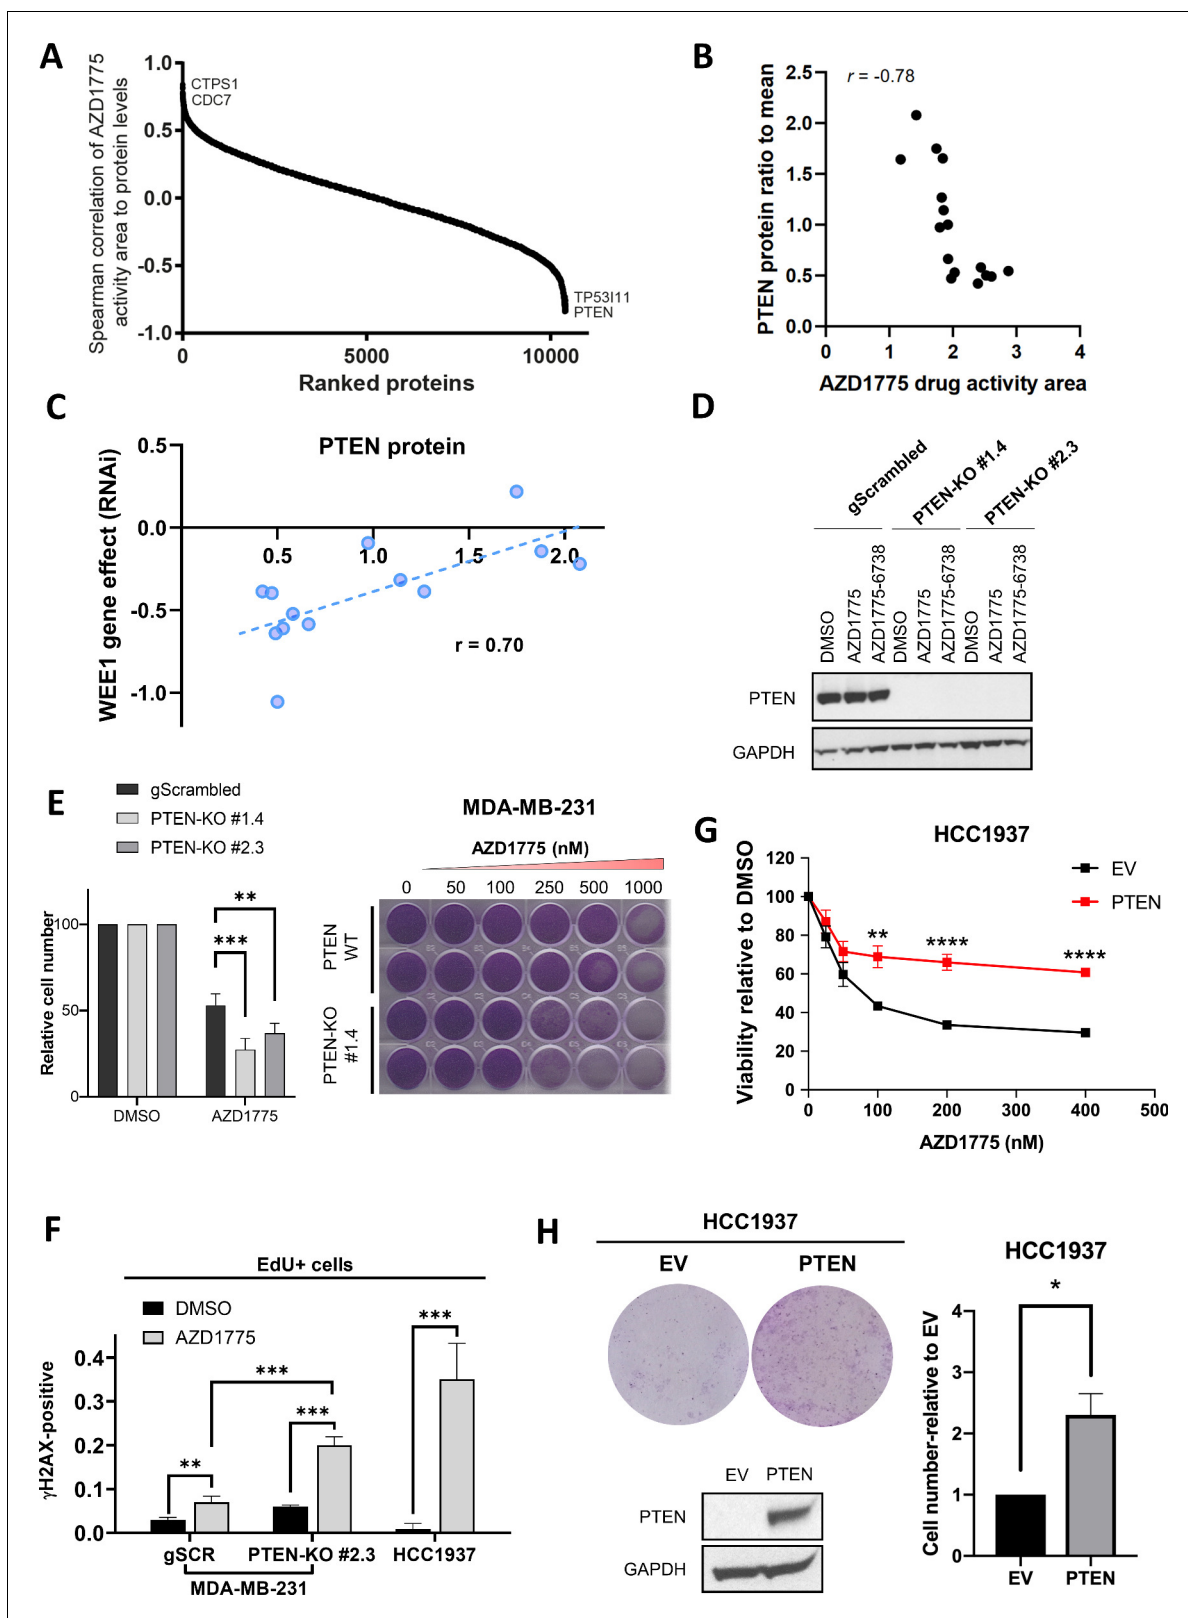 A
Spearman correlation of AZD1775
activity area to protein levels
1.0
0.5
0.0
-0.5
-1.0
CTPS1
CDC7
TP53I11
PTEN
0
5000
10000
Ranked proteins
B
PTEN protein ratio to mean
2.5
2.0
1.5
1.0
0.5
0.0
r = -0.78
0
1
2
3
4
AZD1775 drug activity area
C
PTEN protein
WEE1 gene effect (RNAi)
0.5
0.0
-0.5
-1.0
0.5
1.0
1.5
2.0
r = 0.70
D
gScrambled
PTEN-KO #1.4
PTEN-KO #2.3
DMSO
AZD1775
AZD1775-6738
DMSO
AZD1775
AZD1775-6738
DMSO
AZD1775
AZD1775-6738
PTEN
GAPDH
E
gScrambled
PTEN-KO #1.4
PTEN-KO #2.3
Relative cell number
100
50
0
**
***
DMSO
AZD1775
MDA-MB-231
AZD1775 (nM)
0 50 100 250 500 1000
PTEN
WT
PTEN-KO
#1.4
G
HCC1937
Viability relative to DMSO
120
100
80
60
40
20
0
EV
PTEN
**
****
****
0
100
200
300
400
500
AZD1775 (nM)
F
EdU+ cells
DMSO
AZD1775
γH2AX-positive
0.4
0.3
0.2
0.1
0.0
**
***
***
***
gSCR
PTEN-KO #2.3
HCC1937
MDA-MB-231
H
HCC1937
EV
PTEN
EV
PTEN
PTEN
GAPDH
HCC1937
Cell number-relative to EV
4
3
2
1
0
*
EV
PTEN